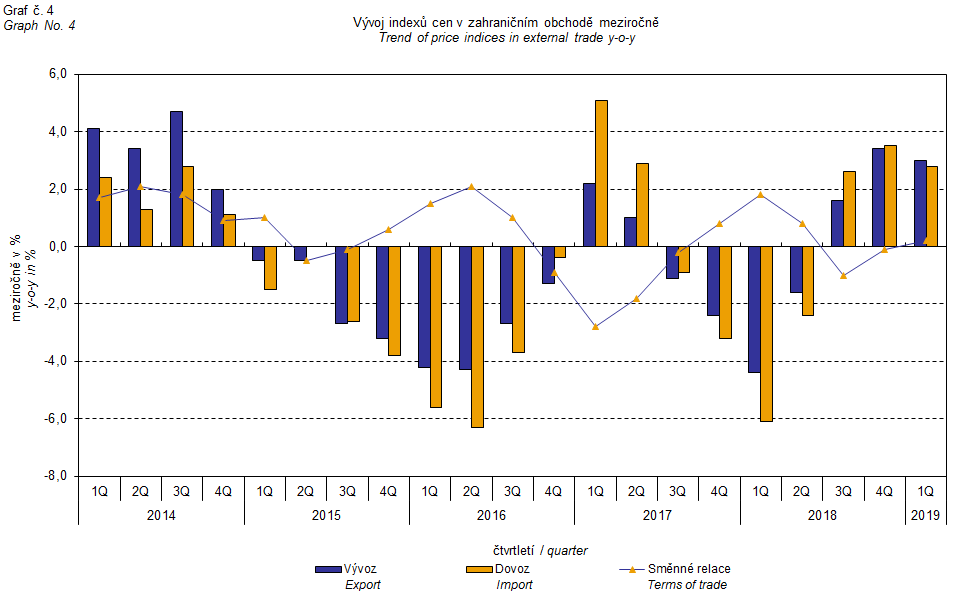 Graf č. 4
Graph No. 4
Vývoj indexů cen v zahraničním obchodě meziročně
Trend of price indices in external trade y-o-y
meziročně v %
y-o-y in %
6,0
4,0
2,0
0,0
-2,0
-4,0
-6,0
-8,0
1Q 2Q 3Q 4Q 1Q 2Q 3Q 4Q 1Q 2Q 3Q 4Q 1Q 2Q 3Q 4Q 1Q 2Q 3Q 4Q 1Q
2014 2015 2016 2017 2018 2019
čtvrtletí / quarter
Vývoz Dovoz Směnné relace
Export Import Terms of trade